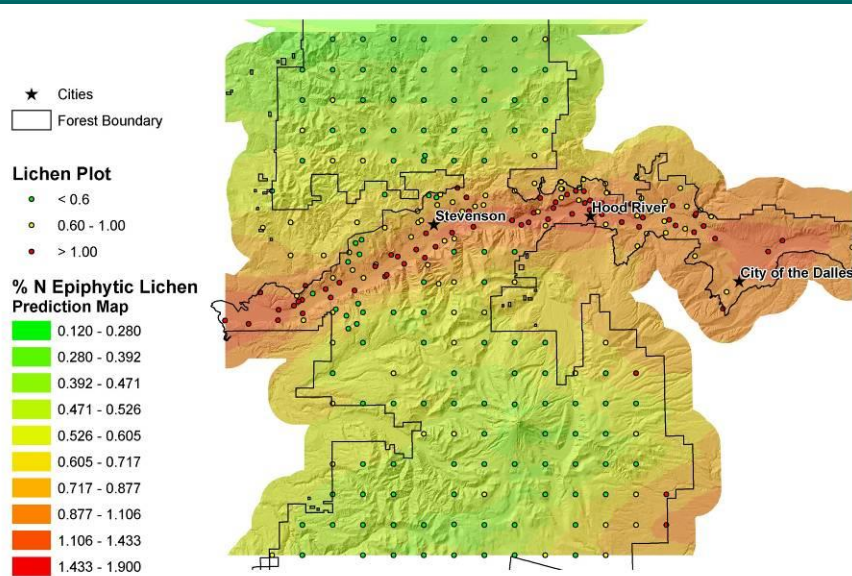 Cities
Forest Boundary
Lichen Plot
< 0.6
0.60 - 1.00
> 1.00
% N Epiphytic Lichen
Prediction Map
0.120 - 0.280
0.280 - 0.392
0.392 - 0.471
0.471 - 0.526
0.526 - 0.605
0.605 - 0.717
0.717 - 0.877
0.877 - 1.106
1.106 - 1.433
1.433 - 1.900
Stevenson
Hood River
City of the Dalles